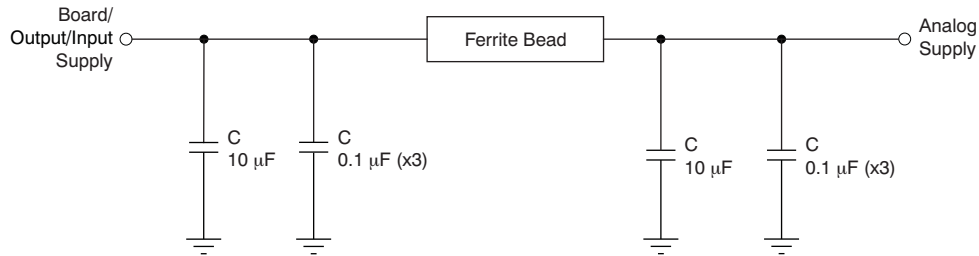 Board/
Output/Input
Supply
Ferrite Bead
Analog
Supply
C
10 μF
C
0.1 μF (x3)
C
10 μF
C
0.1 μF (x3)